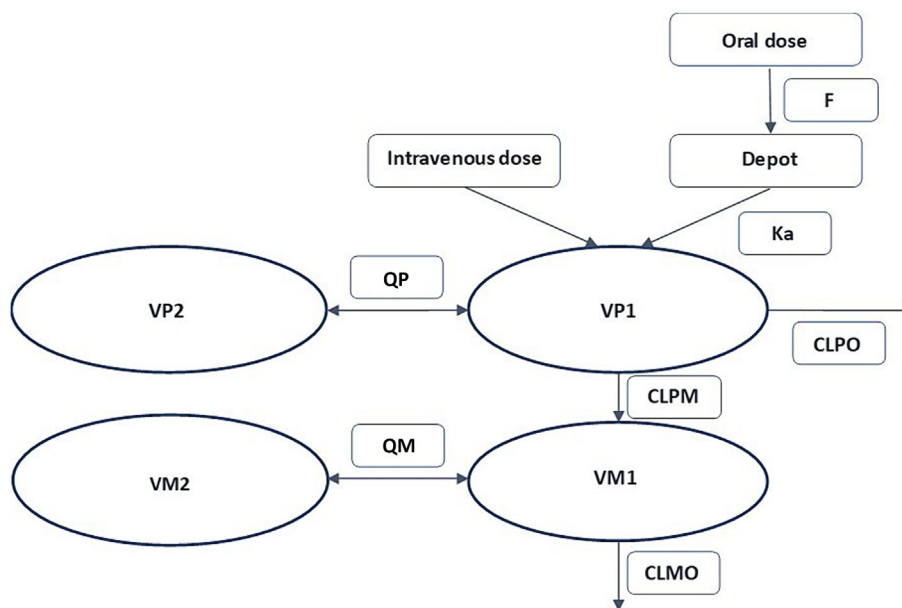 Oral dose
F
Intravenous dose
Depot
Ka
QP
VP2
VP1
CLPO
CLPM
QM
VM2
VM1
CLMO